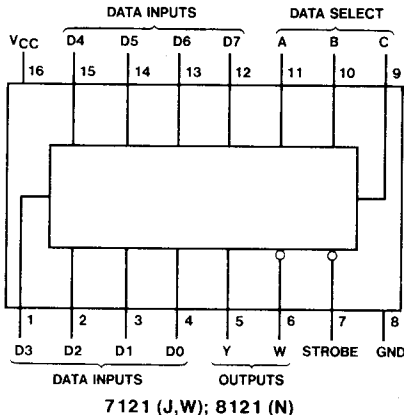 DATA INPUTS DATA SELECT
VCC D4 D5 D6 D7 A B C
16 15 14 13 12 11 10 9
1 2 3 4 5 6 7 8
D3 D2 D1 D0 Y W STROBE GND
DATA INPUTS OUTPUTS
7121 (J,W); 8121 (N)